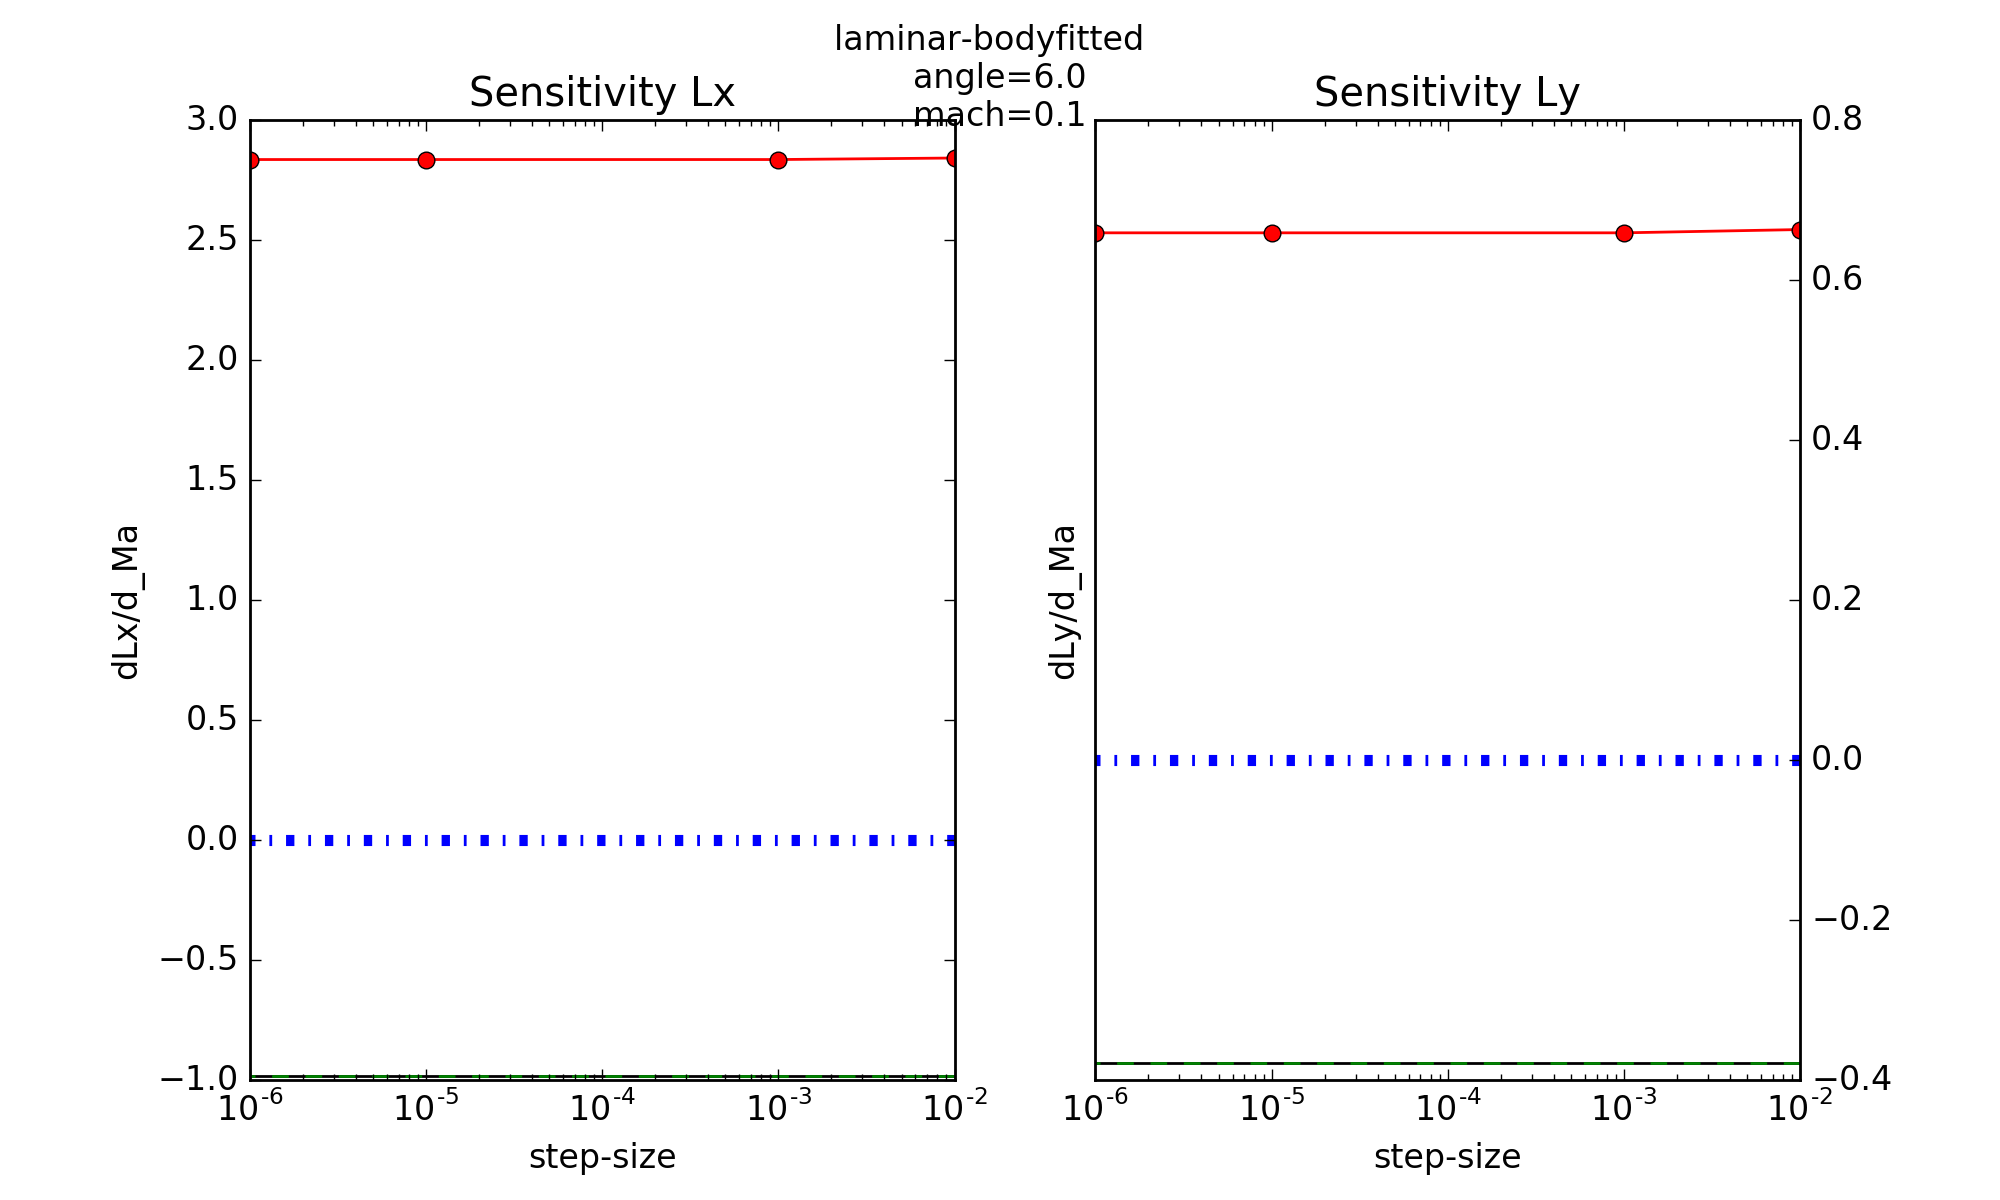 laminar-bodyfitted
angle=6.0
mach=0.1
Sensitivity Lx
3.0
2.5
2.0
1.5
1.0
0.5
0.0
−0.5
−1.0
dLx/d_Ma
10^-6 10^-5 10^-4 10^-3 10^-2
step-size
Sensitivity Ly
dLy/d_Ma
0.8
0.6
0.4
0.2
0.0
−0.2
−0.4
10^-6 10^-5 10^-4 10^-3 10^-2
step-size